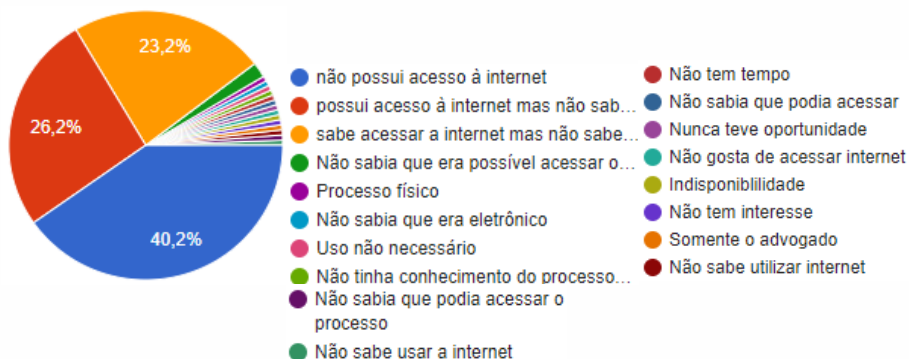 23,2%
26,2%
40,2%
não possui acesso à internet
possui acesso à internet mas não sab…
sabe acessar a internet mas não sabe…
Não sabia que era possível acessar o…
Processo físico
Não sabia que era eletrônico
Uso não necessário
Não tinha conhecimento do processo…
Não sabia que podia acessar o
processo
Não sabe usar a internet
Não tem tempo
Não sabia que podia acessar
Nunca teve oportunidade
Não gosta de acessar internet
Indisponiblilidade
Não tem interesse
Somente o advogado
Não sabe utilizar internet